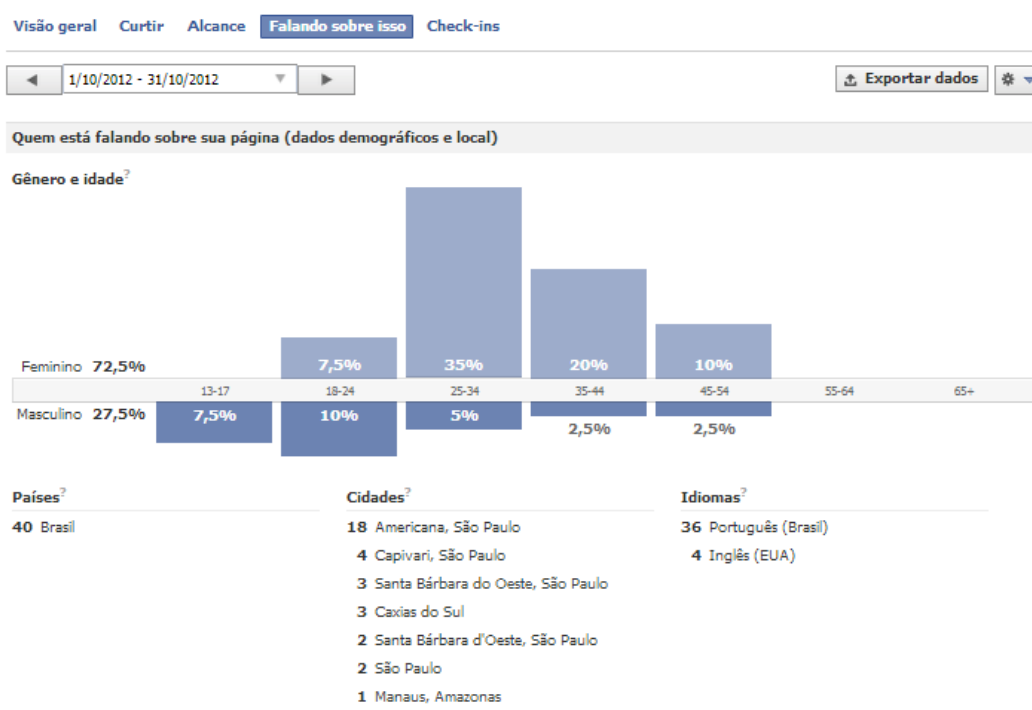 Visão geral Curtir Alcance Falando sobre isso Check-ins
1/10/2012 - 31/10/2012 Exportar dados
Quem está falando sobre sua página (dados demográficos e local)
Gênero e idade?
Feminino 72,5% 7,5% 35% 20% 10%
13-17 18-24 25-34 35-44 45-54 55-64 65+
Masculino 27,5% 7,5% 10% 5% 2,5% 2,5%
Países? Cidades? Idiomas?
40 Brasil 18 Americana, São Paulo 36 Português (Brasil)
4 Capivari, São Paulo 4 Inglês (EUA)
3 Santa Bárbara do Oeste, São Paulo
3 Caxias do Sul
2 Santa Bárbara d'Oeste, São Paulo
2 São Paulo
1 Manaus, Amazonas